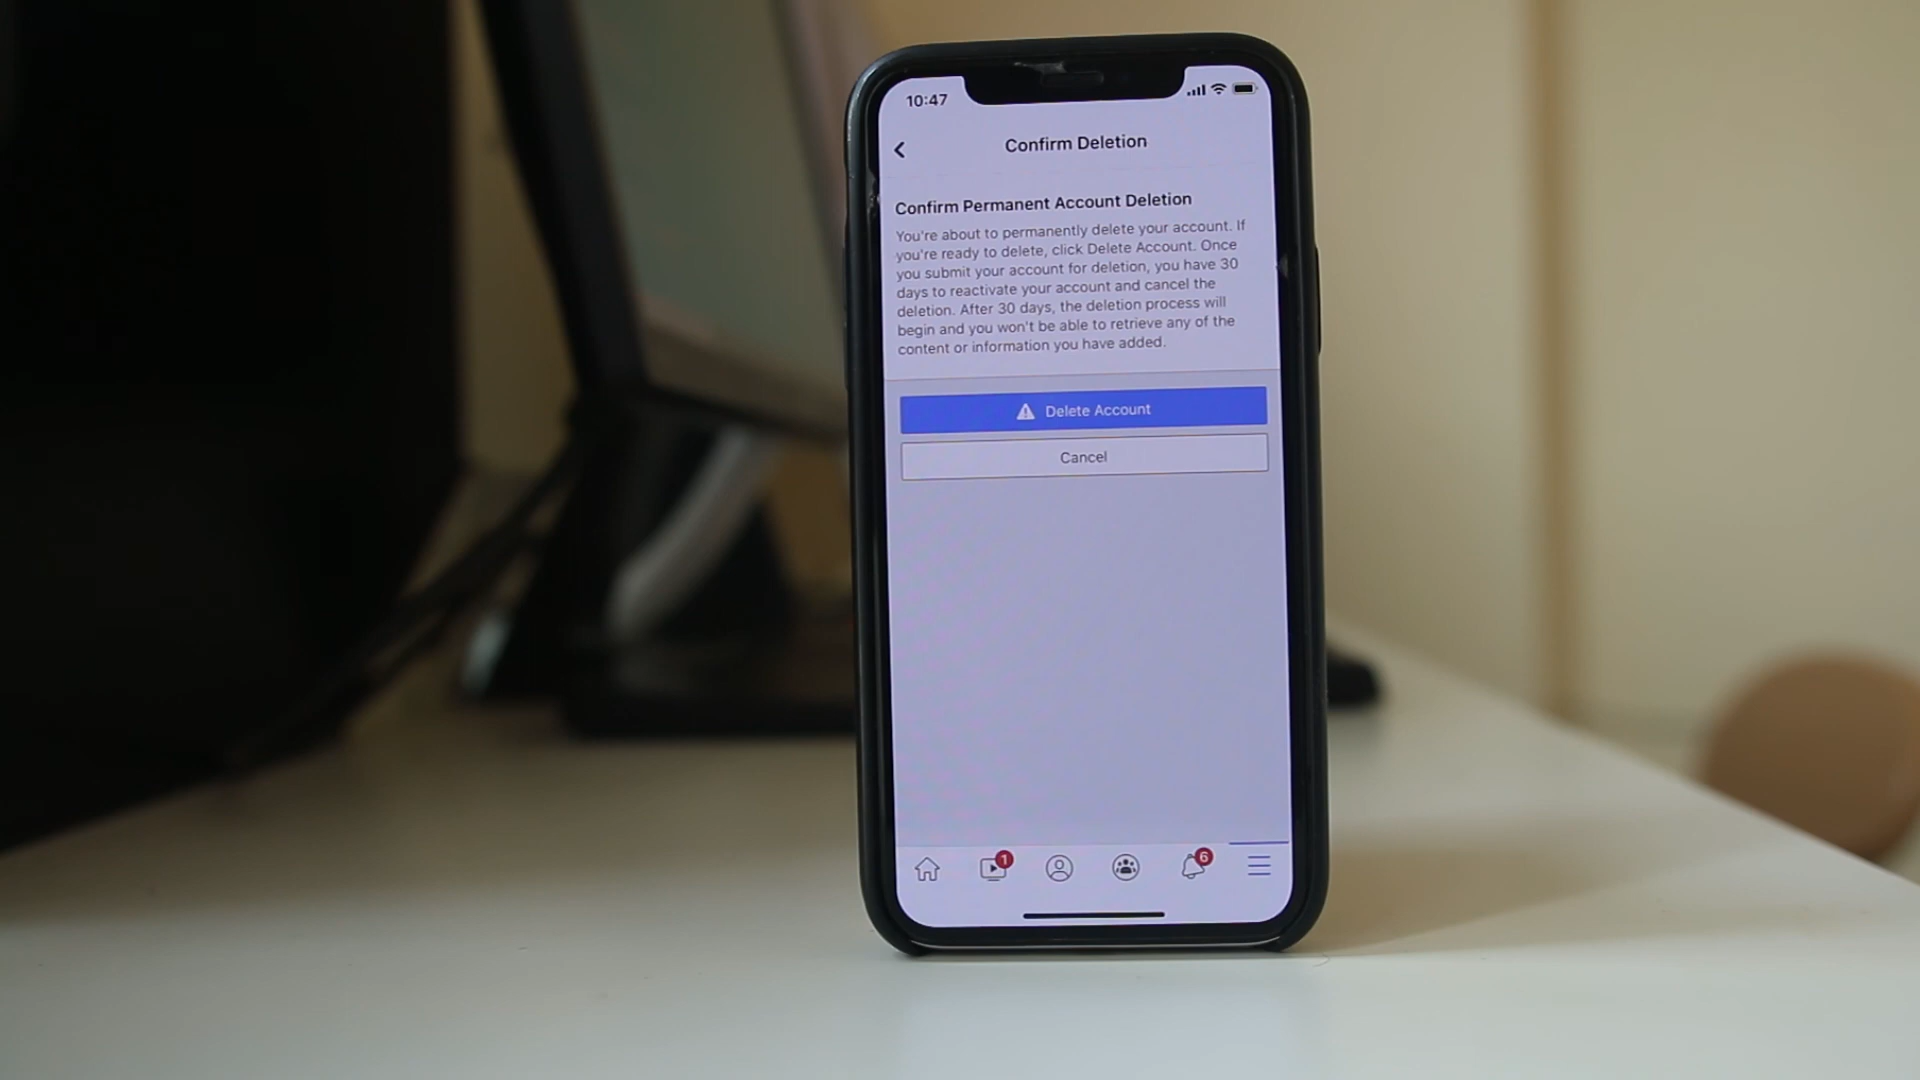 10:47
Confirm Deletion
Confirm Permanent Account Deletion
You're about to permanently delete your account. If
you're ready to delete, click Delete Account. Once
you submit your account for deletion, you have 30
days to reactivate your account and cancel the
deletion. After 30 days, the deletion process will
begin and you won't be able to retrieve any of the
content or information you have added.
Delete Account
Cancel
1
6